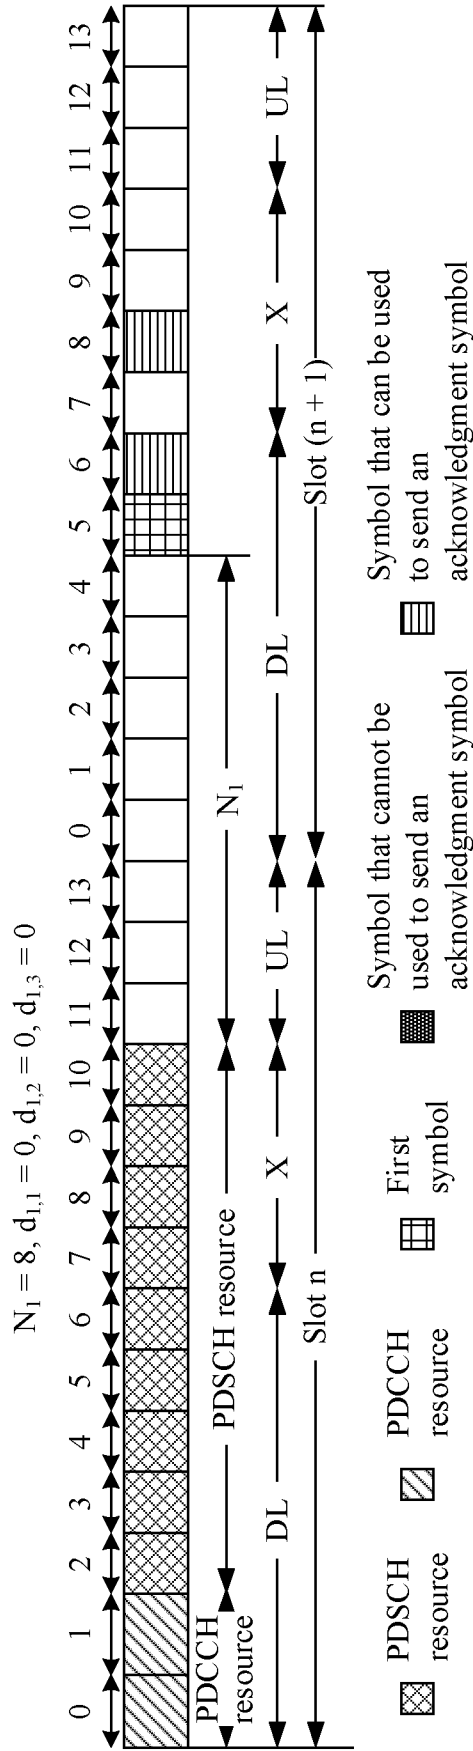 N₁ = 8, d₁,₁ = 0, d₁,₂ = 0, d₁,₃ = 0
0 1 2 3 4 5 6 7 8 9 10 11 12 13 0 1 2 3 4 5 6 7 8 9 10 11 12 13
PDCCH
resource
PDSCH resource
N₁
DL X UL DL X UL
Slot n Slot (n + 1)
PDSCH
resource
PDCCH
resource
First
symbol
Symbol that cannot be
used to send an
acknowledgment symbol
Symbol that can be used
to send an
acknowledgment symbol